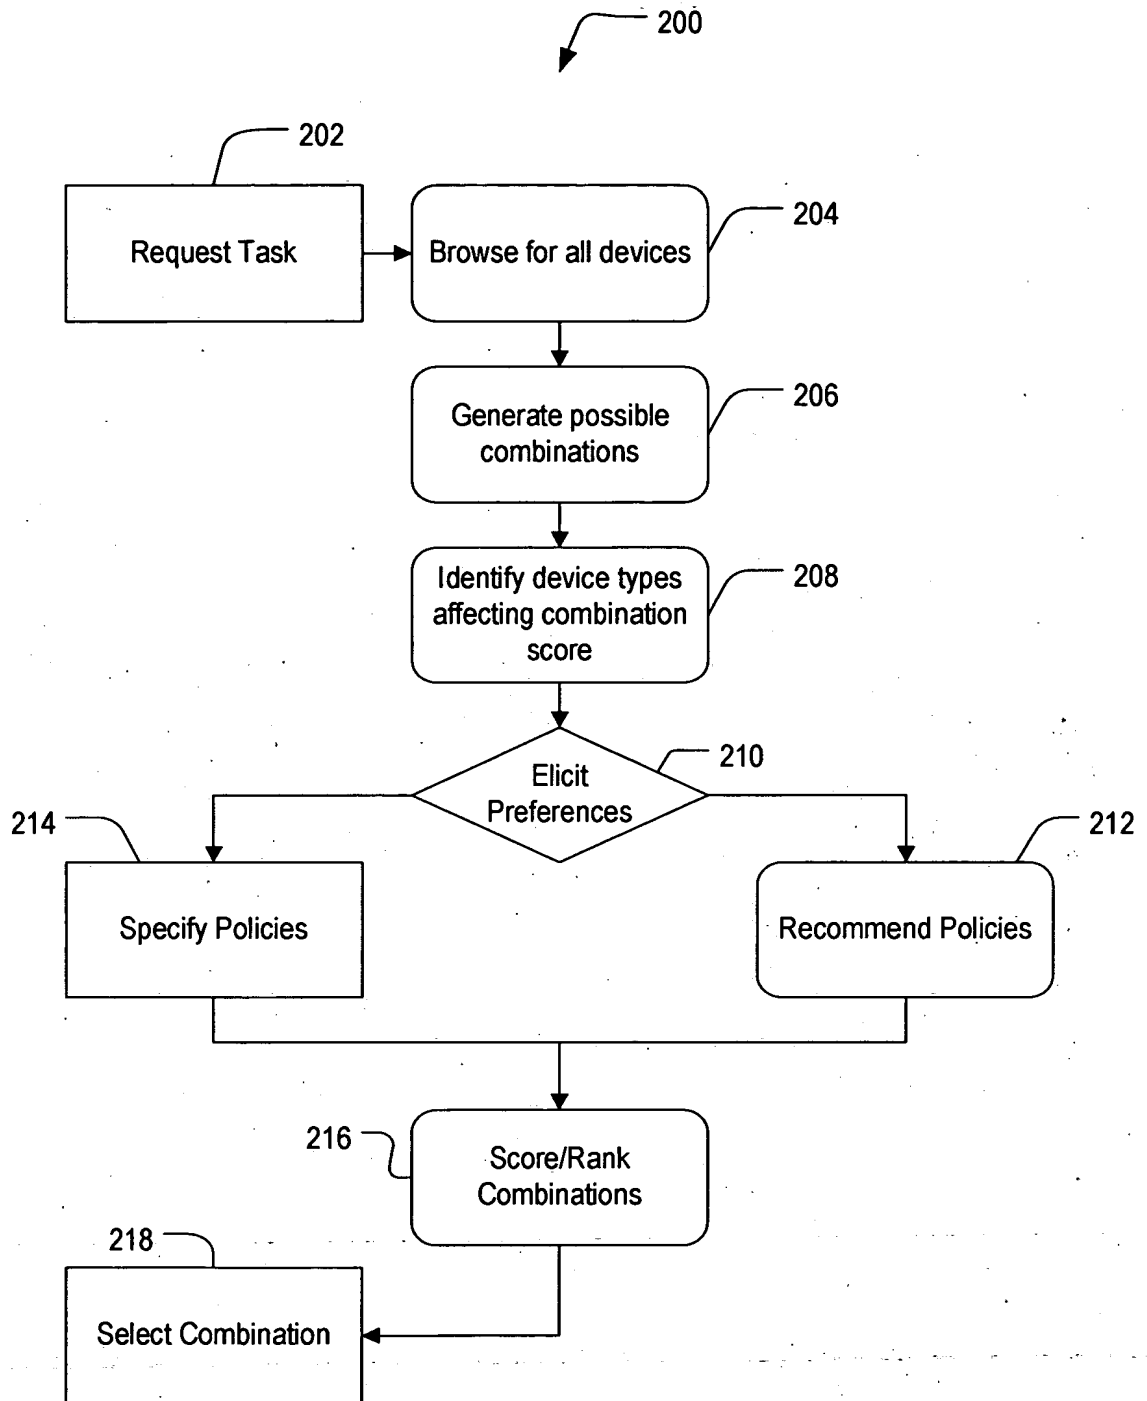 200
202
Request Task
Browse for all devices
204
Generate possible
combinations
206
Identify device types
affecting combination
score
208
Elicit
Preferences
210
214
212
Specify Policies
Recommend Policies
216
Score/Rank
Combinations
218
Select Combination